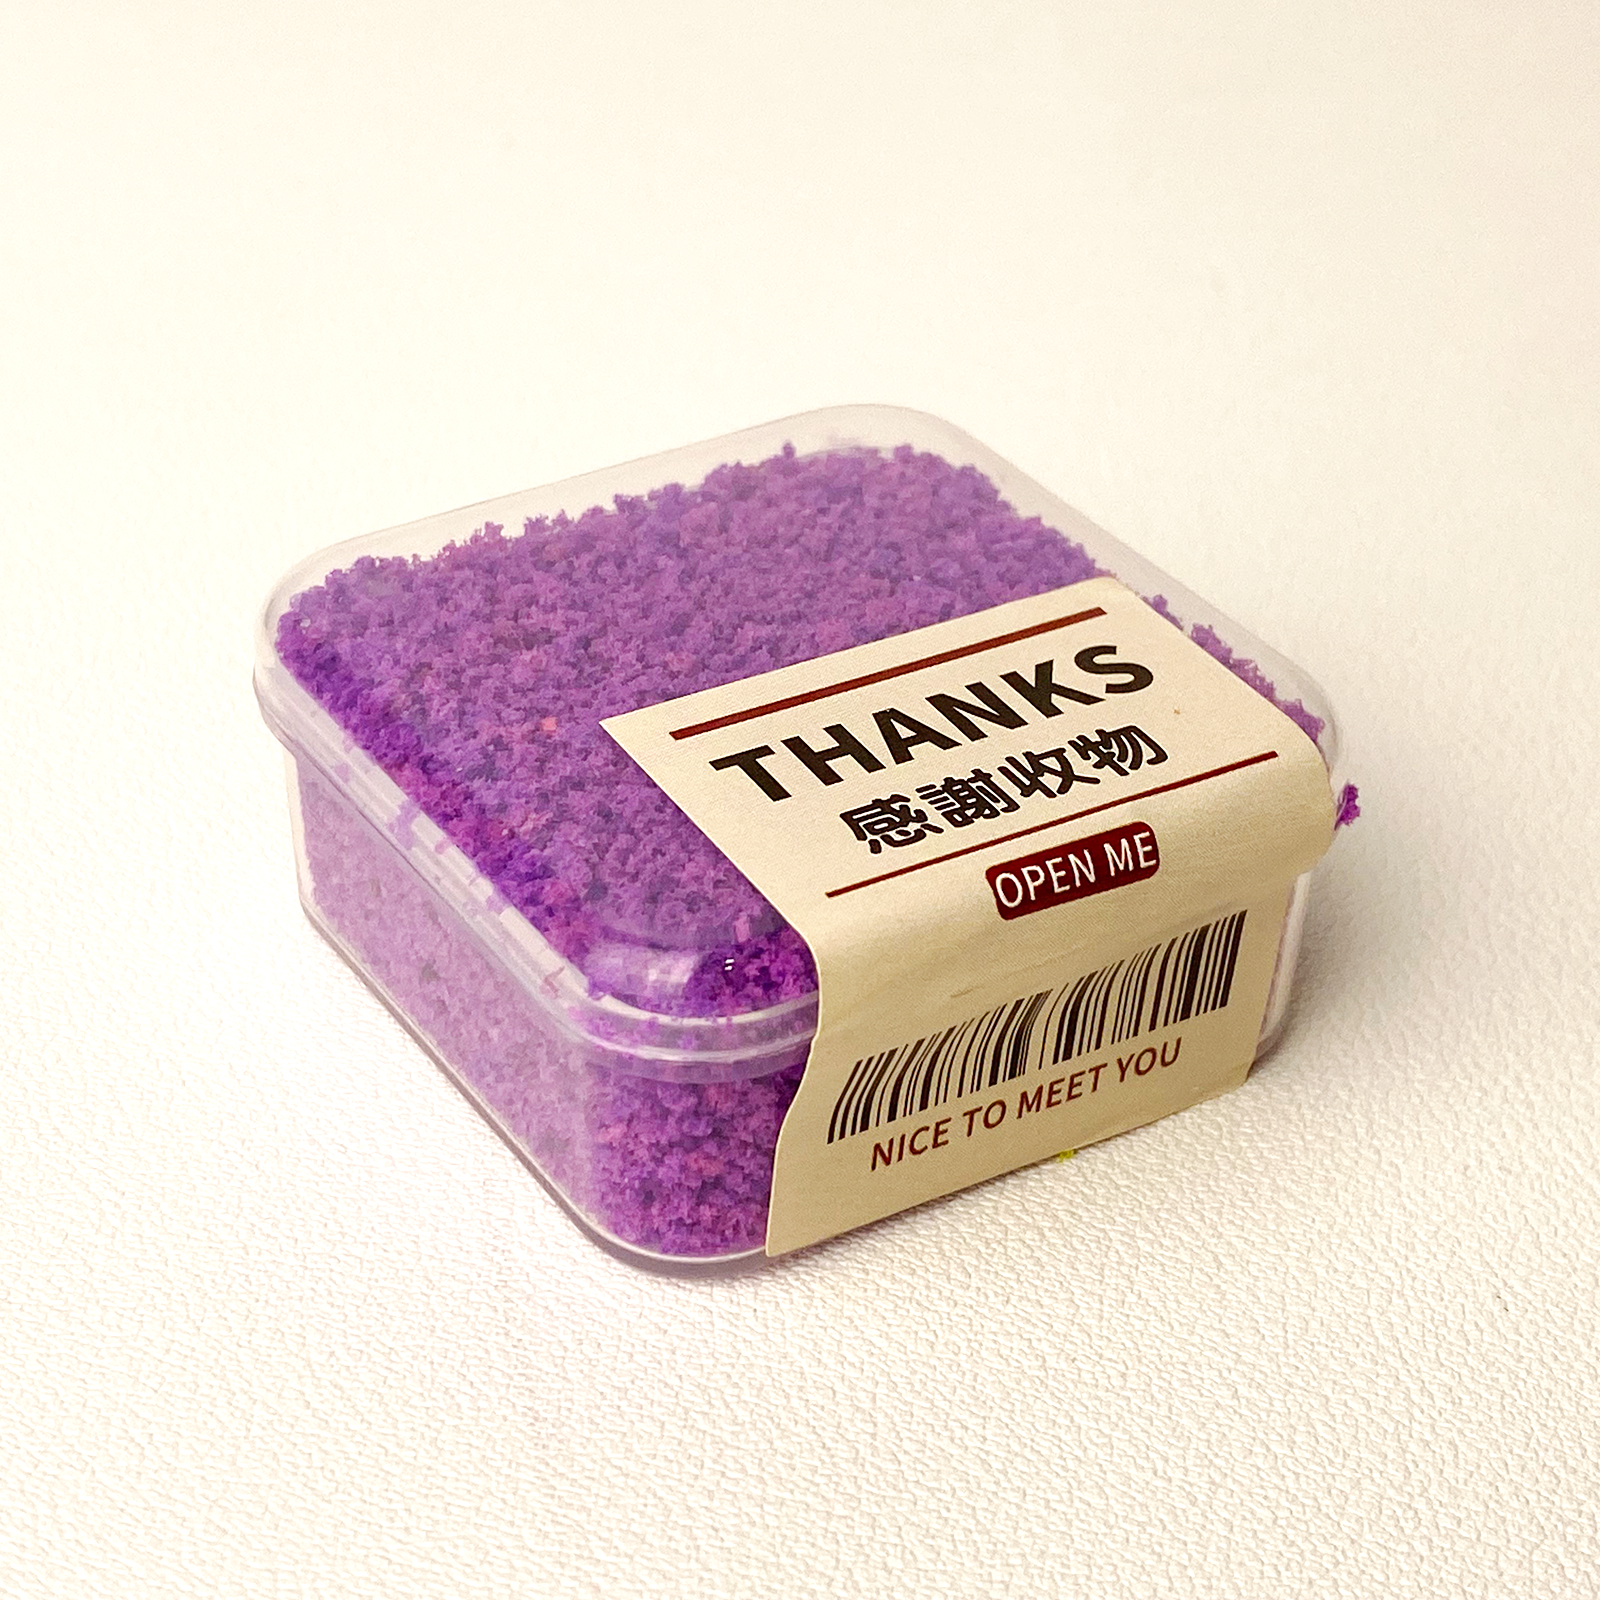 THANKS
感謝收物
OPEN ME
NICE TO MEET YOU